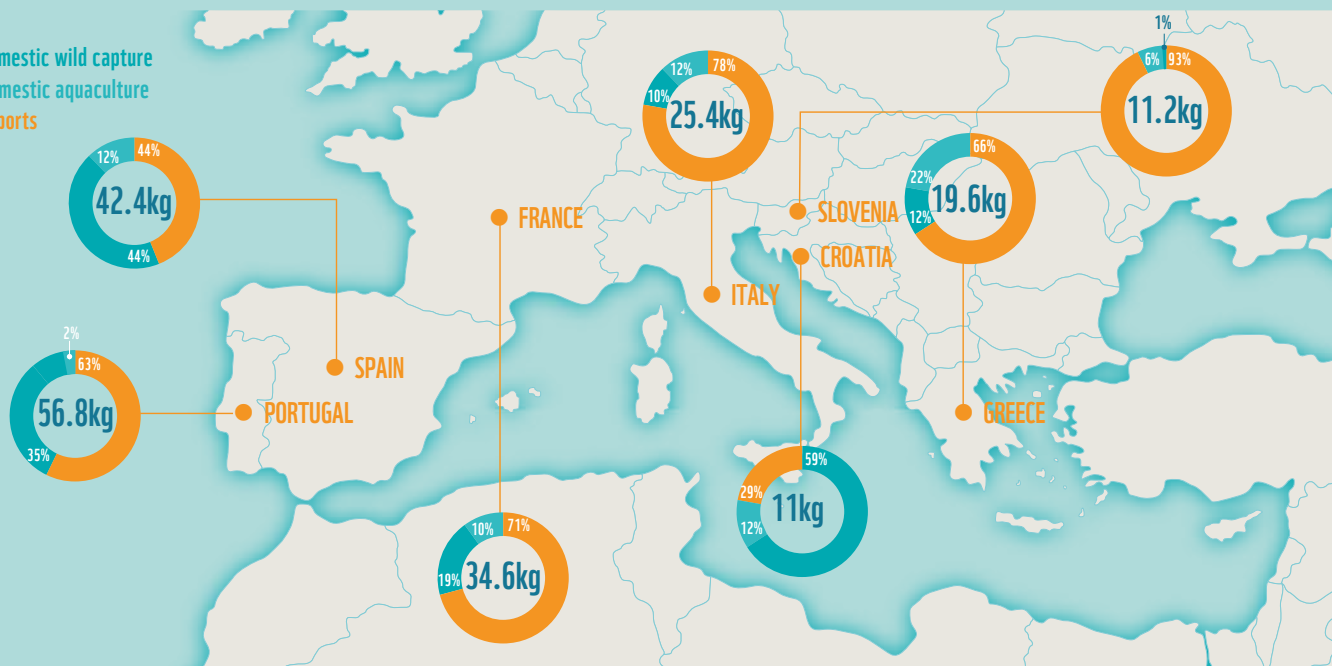 mestic wild capture
mestic aquaculture
ports
12%
44%
42.4kg
44%
2%
63%
56.8kg
35%
SPAIN
PORTUGAL
FRANCE
10%
71%
19%
34.6kg
12%
78%
10%
25.4kg
ITALY
SLOVENIA
CROATIA
59%
29%
11kg
12%
66%
22%
19.6kg
12%
GREECE
1%
6%
93%
11.2kg